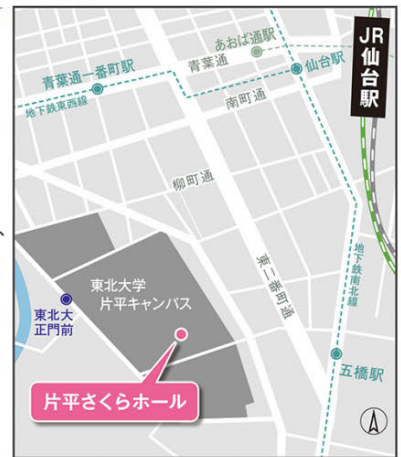 あおば通駅
JR仙台駅
青葉通
仙台駅
青葉通一番町駅
地下鉄東西線
南町通
柳町通
東北大学
片平キャンパス
東二番町通
地下鉄南北線
東北大
正門前
五橋駅
片平さくらホール